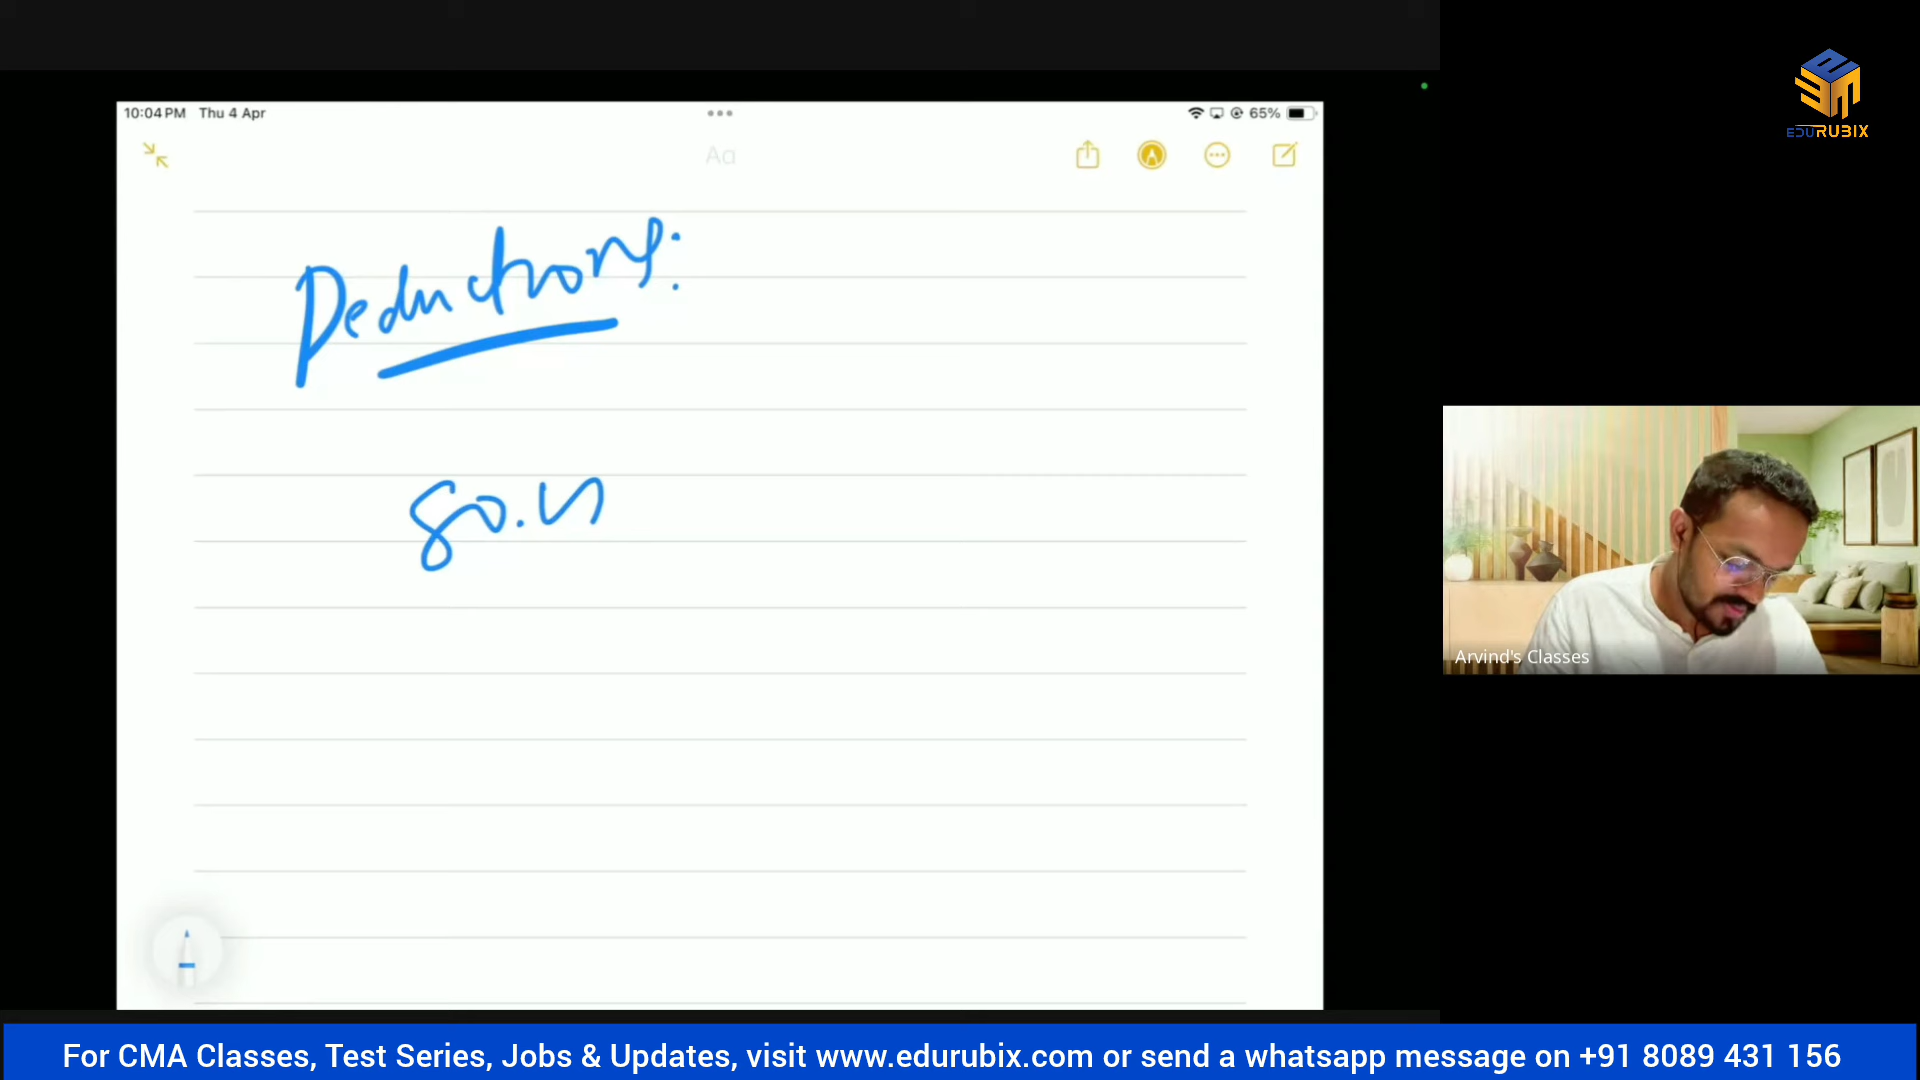 EDURUBIX
10:04 PM Thu 4 Apr
65%
Aa
Deductions:
Arvind's Classes
For CMA Classes, Test Series, Jobs & Updates, visit www.edurubix.com or send a whatsapp message on +91 8089 431 156